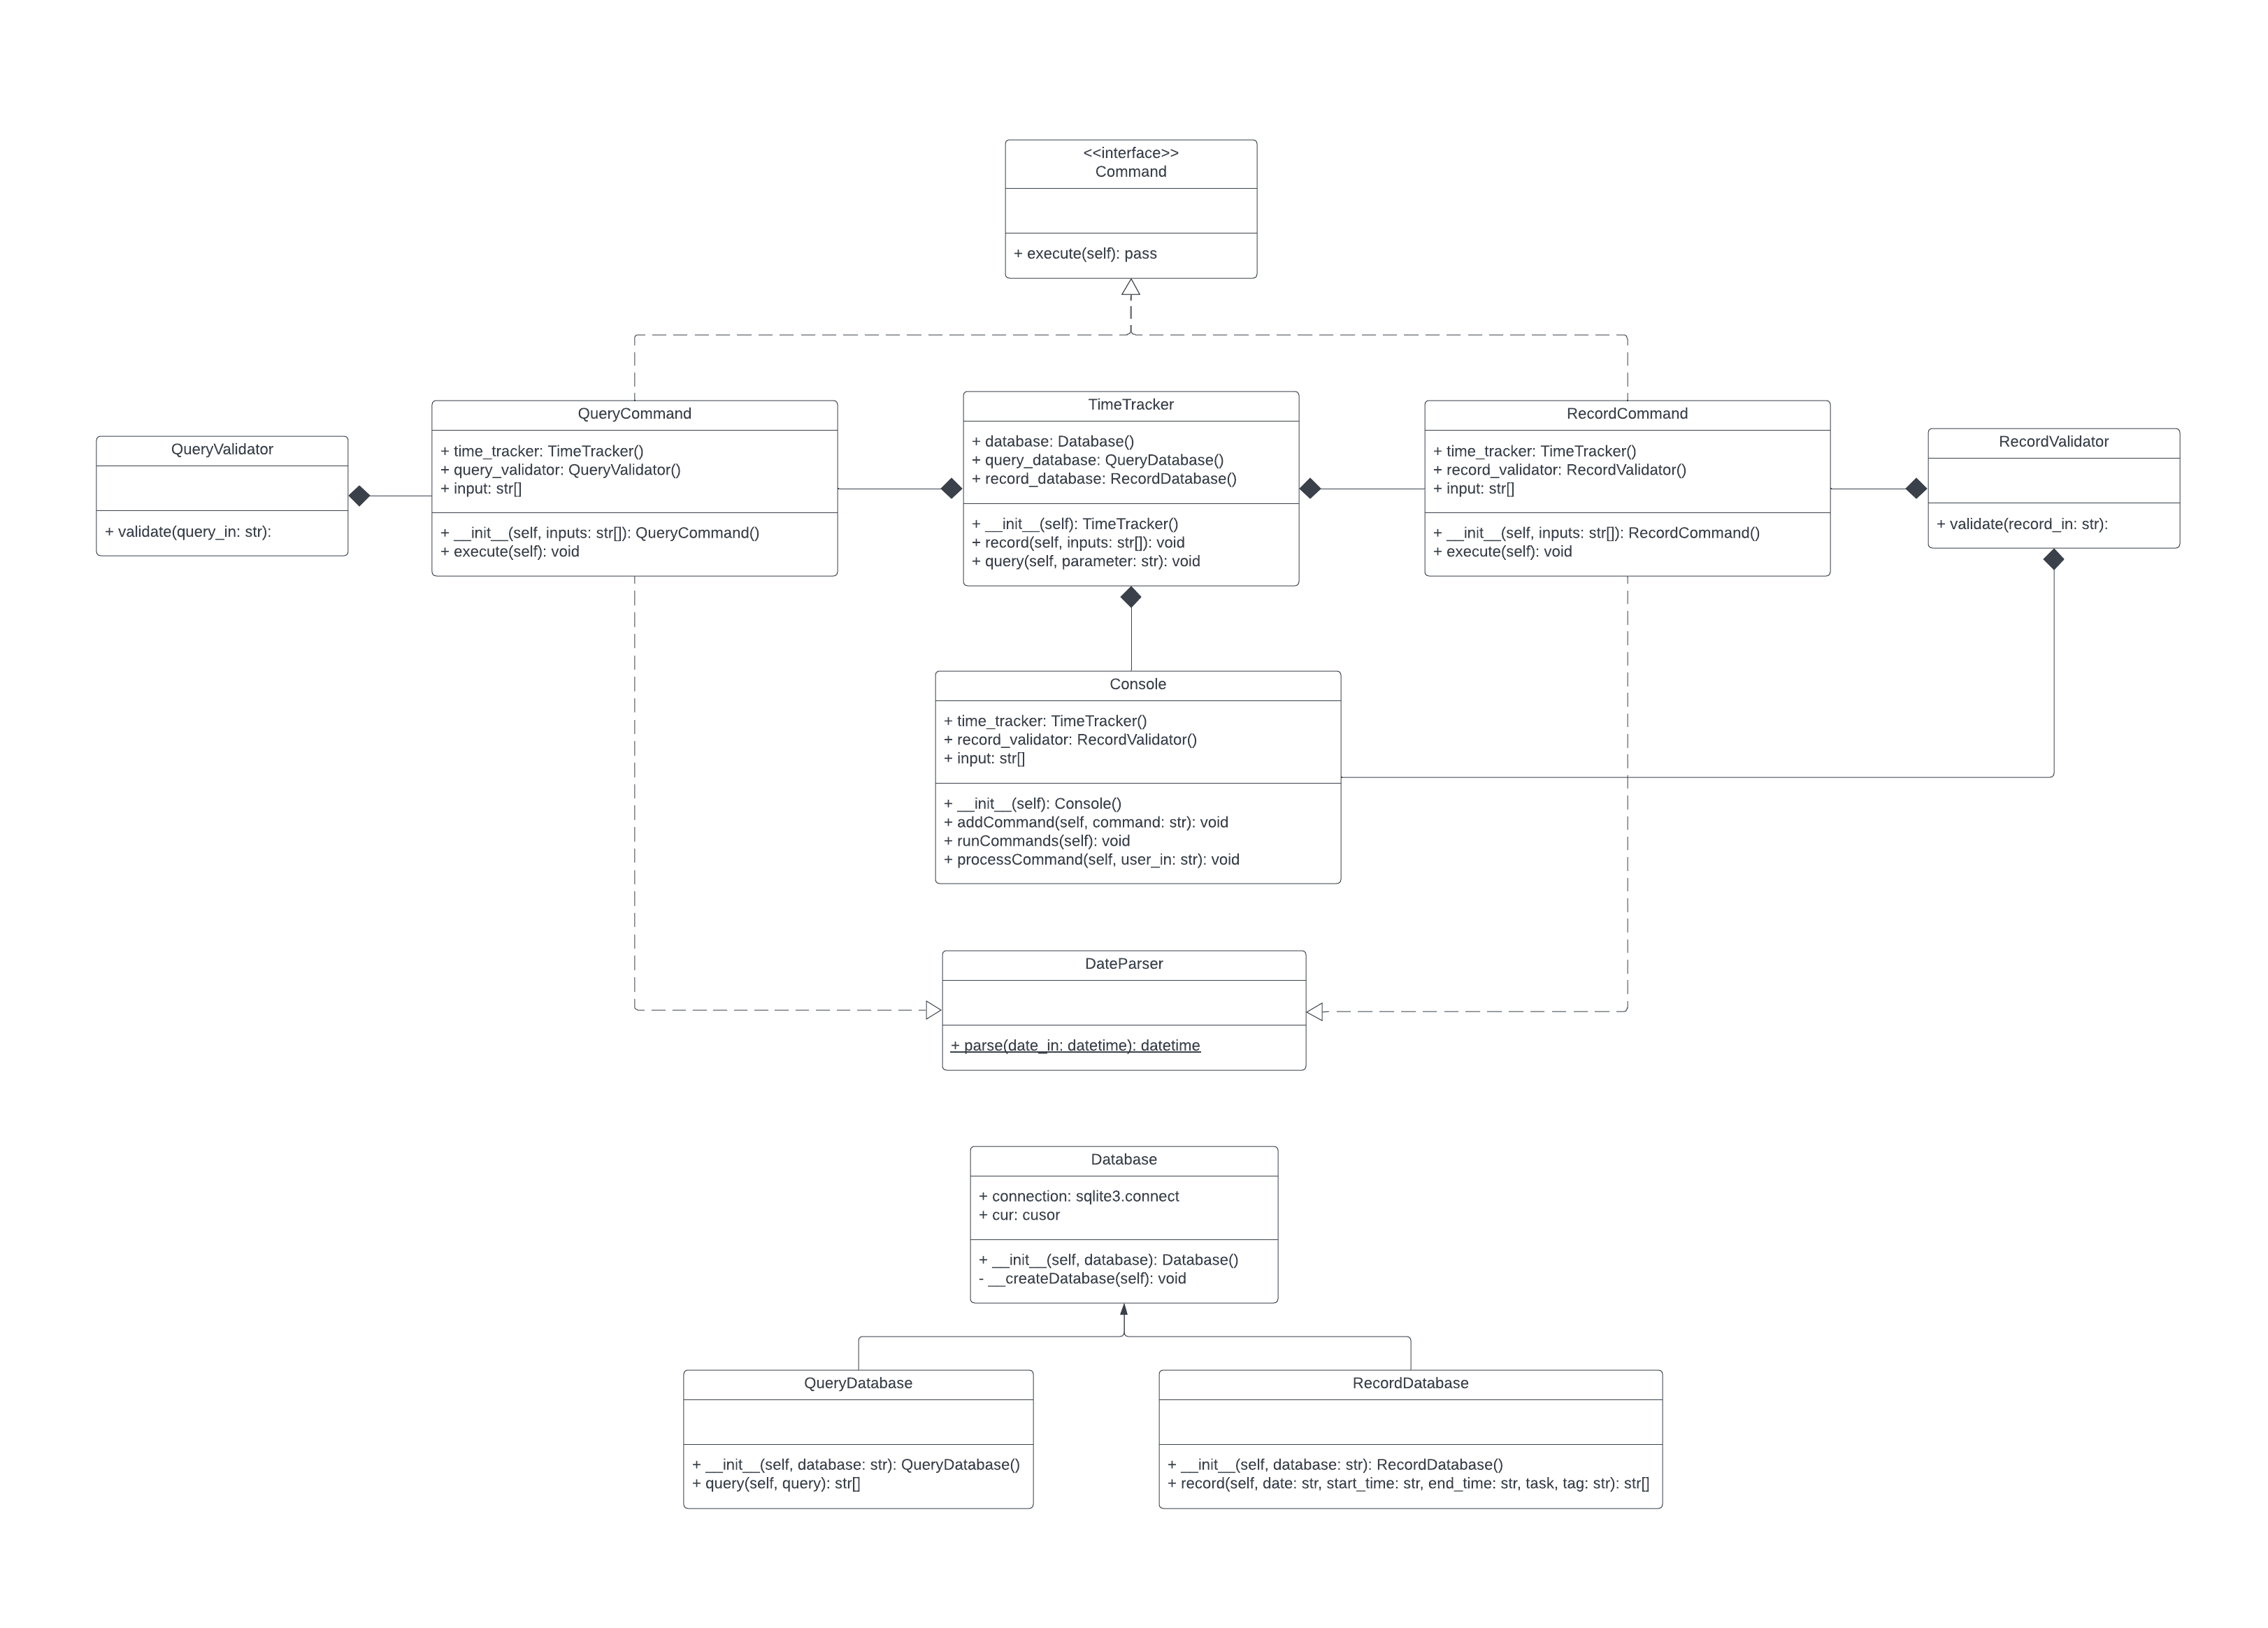 <<interface>>
Command
+ execute(self): pass
QueryValidator
+ validate(query_in: str):
QueryCommand
+ time_tracker: TimeTracker()
+ query_validator: QueryValidator()
+ input: str[]
+ __init__(self, inputs: str[]): QueryCommand()
+ execute(self): void
TimeTracker
+ database: Database()
+ query_database: QueryDatabase()
+ record_database: RecordDatabase()
+ __init__(self): TimeTracker()
+ record(self, inputs: str[]): void
+ query(self, parameter: str): void
RecordCommand
+ time_tracker: TimeTracker()
+ record_validator: RecordValidator()
+ input: str[]
+ __init__(self, inputs: str[]): RecordCommand()
+ execute(self): void
RecordValidator
+ validate(record_in: str):
Console
+ time_tracker: TimeTracker()
+ record_validator: RecordValidator()
+ input: str[]
+ __init__(self): Console()
+ addCommand(self, command: str): void
+ runCommands(self): void
+ processCommand(self, user_in: str): void
DateParser
+ parse(date_in: datetime): datetime
Database
+ connection: sqlite3.connect
+ cur: cusor
+ __init__(self, database): Database()
- __createDatabase(self): void
QueryDatabase
+ __init__(self, database: str): QueryDatabase()
+ query(self, query): str[]
RecordDatabase
+ __init__(self, database: str): RecordDatabase()
+ record(self, date: str, start_time: str, end_time: str, task, tag: str): str[]